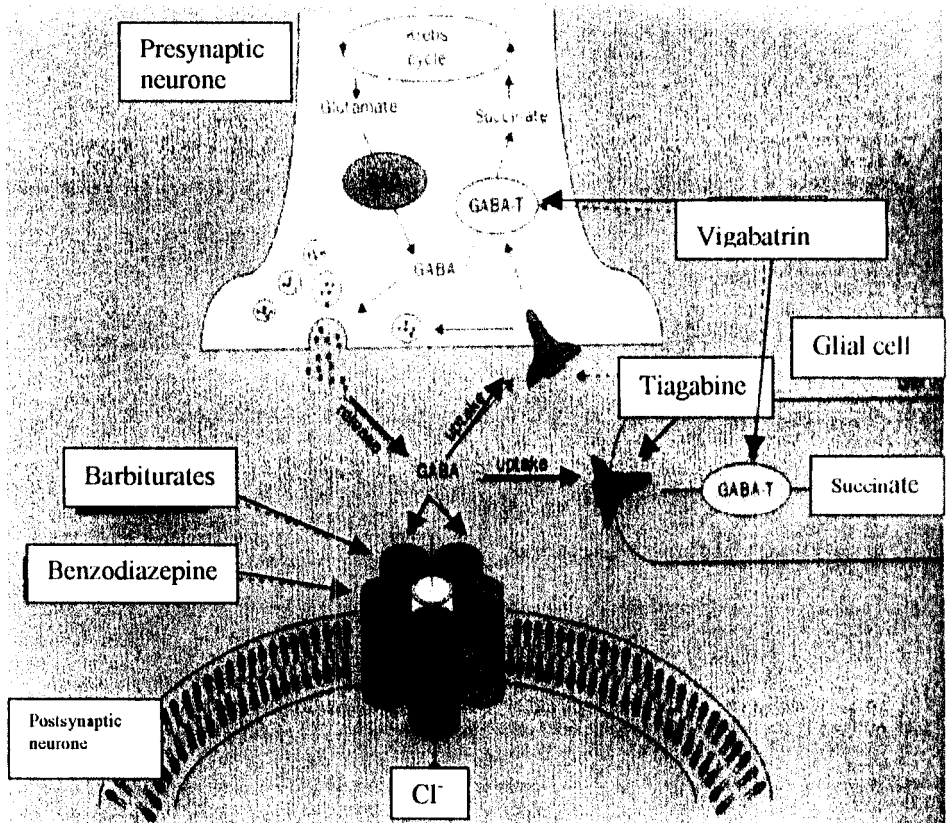 Presynaptic
neurone
Krebs
cycle
Glutamate
Succinate
GABA-T
Vigabatrin
GABA
Glial cell
Tiagabine
release
uptake
GABA
uptake
Barbiturates
GABA-T
Succinate
Benzodiazepine
Postsynaptic
neurone
Cl⁻